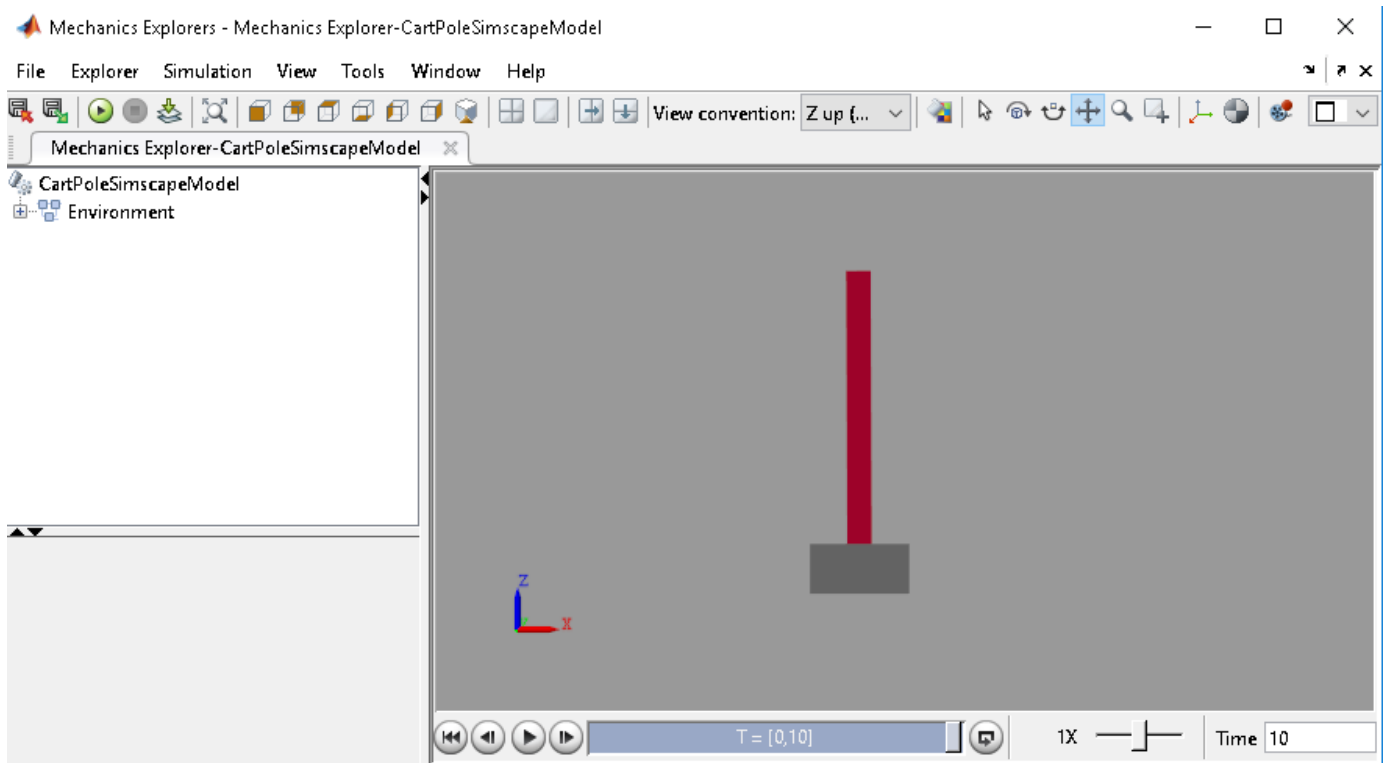 Mechanics Explorers - Mechanics Explorer-CartPoleSimscapeModel
File Explorer Simulation View Tools Window Help
View convention: Z up (...
Mechanics Explorer-CartPoleSimscapeModel
CartPoleSimscapeModel
Environment
Z
X
T = [0,10]
1X
Time 10